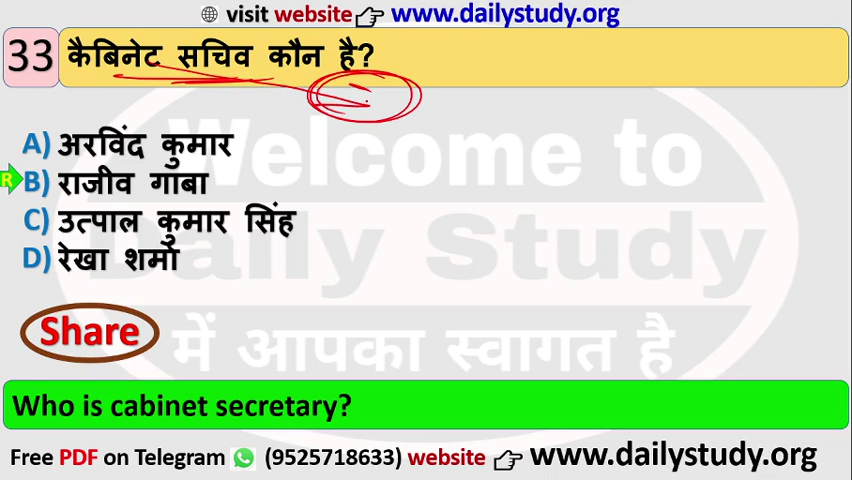 visit website www.dailystudy.org
33 कैबिनेट सचिव कौन है?
A) अरविंद कुमार
R B) राजीव गाबा
C) उत्पाल कुमार सिंह
D) रेखा शर्मा
Welcome to
Daily Study
में आपका स्वागत है
Share
Who is cabinet secretary?
Free PDF on Telegram (9525718633) website www.dailystudy.org